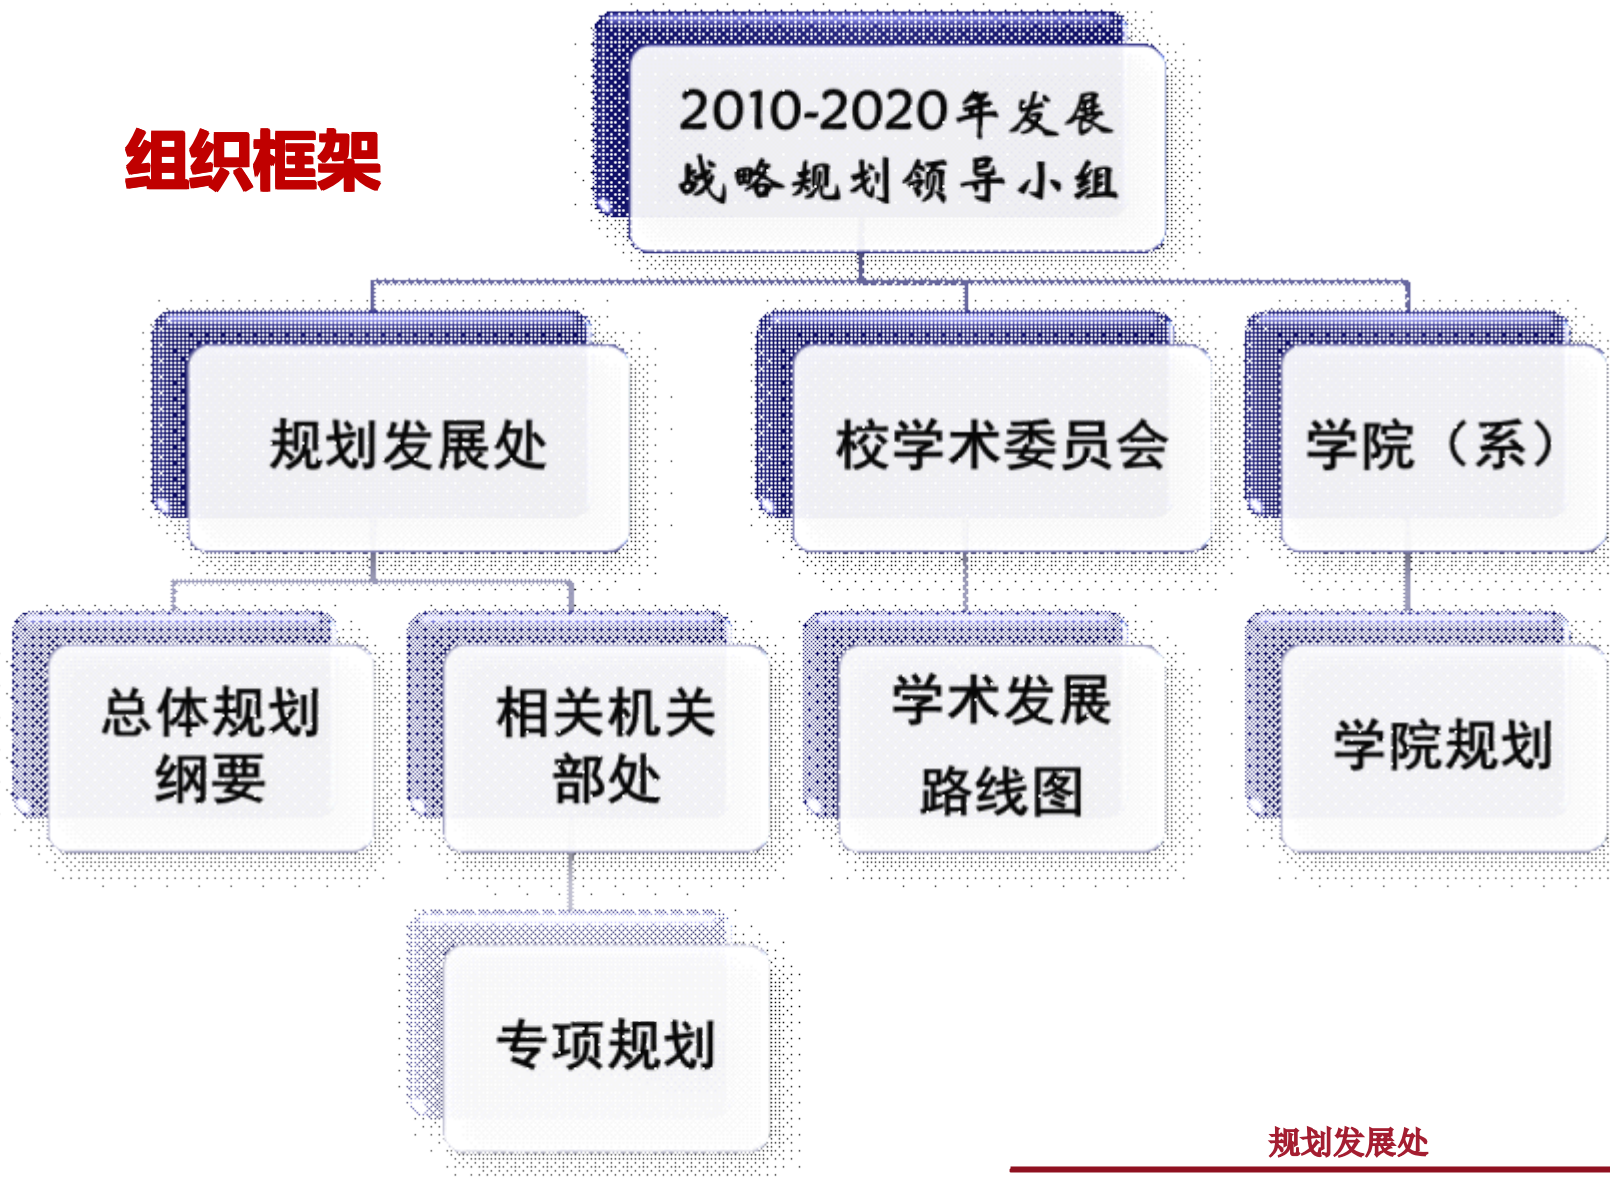 组织框架
2010-2020年发展
战略规划领导小组
规划发展处
校学术委员会
学院（系）
总体规划
纲要
相关机关
部处
学术发展
路线图
学院规划
专项规划
规划发展处